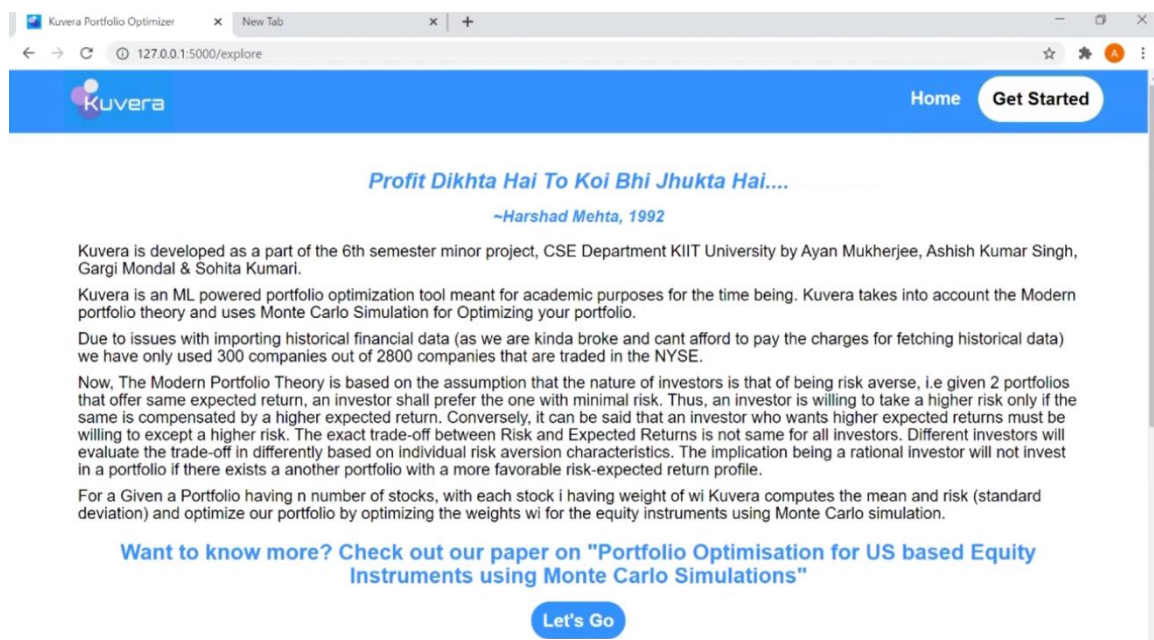 Kuvera Portfolio Optimizer
New Tab
127.0.0.1:5000/explore
A
Kuvera
Home
Get Started
Profit Dikhta Hai To Koi Bhi Jhukta Hai....
~Harshad Mehta, 1992
Kuvera is developed as a part of the 6th semester minor project, CSE Department KIIT University by Ayan Mukherjee, Ashish Kumar Singh,
Gargi Mondal & Sohita Kumari.
Kuvera is an ML powered portfolio optimization tool meant for academic purposes for the time being. Kuvera takes into account the Modern
portfolio theory and uses Monte Carlo Simulation for Optimizing your portfolio.
Due to issues with importing historical financial data (as we are kinda broke and cant afford to pay the charges for fetching historical data)
we have only used 300 companies out of 2800 companies that are traded in the NYSE.
Now, The Modern Portfolio Theory is based on the assumption that the nature of investors is that of being risk averse, i.e given 2 portfolios
that offer same expected return, an investor shall prefer the one with minimal risk. Thus, an investor is willing to take a higher risk only if the
same is compensated by a higher expected return. Conversely, it can be said that an investor who wants higher expected returns must be
willing to except a higher risk. The exact trade-off between Risk and Expected Returns is not same for all investors. Different investors will
evaluate the trade-off in differently based on individual risk aversion characteristics. The implication being a rational investor will not invest
in a portfolio if there exists a another portfolio with a more favorable risk-expected return profile.
For a Given a Portfolio having n number of stocks, with each stock i having weight of wi Kuvera computes the mean and risk (standard
deviation) and optimize our portfolio by optimizing the weights wi for the equity instruments using Monte Carlo simulation.
Want to know more? Check out our paper on "Portfolio Optimisation for US based Equity
Instruments using Monte Carlo Simulations"
Let's Go